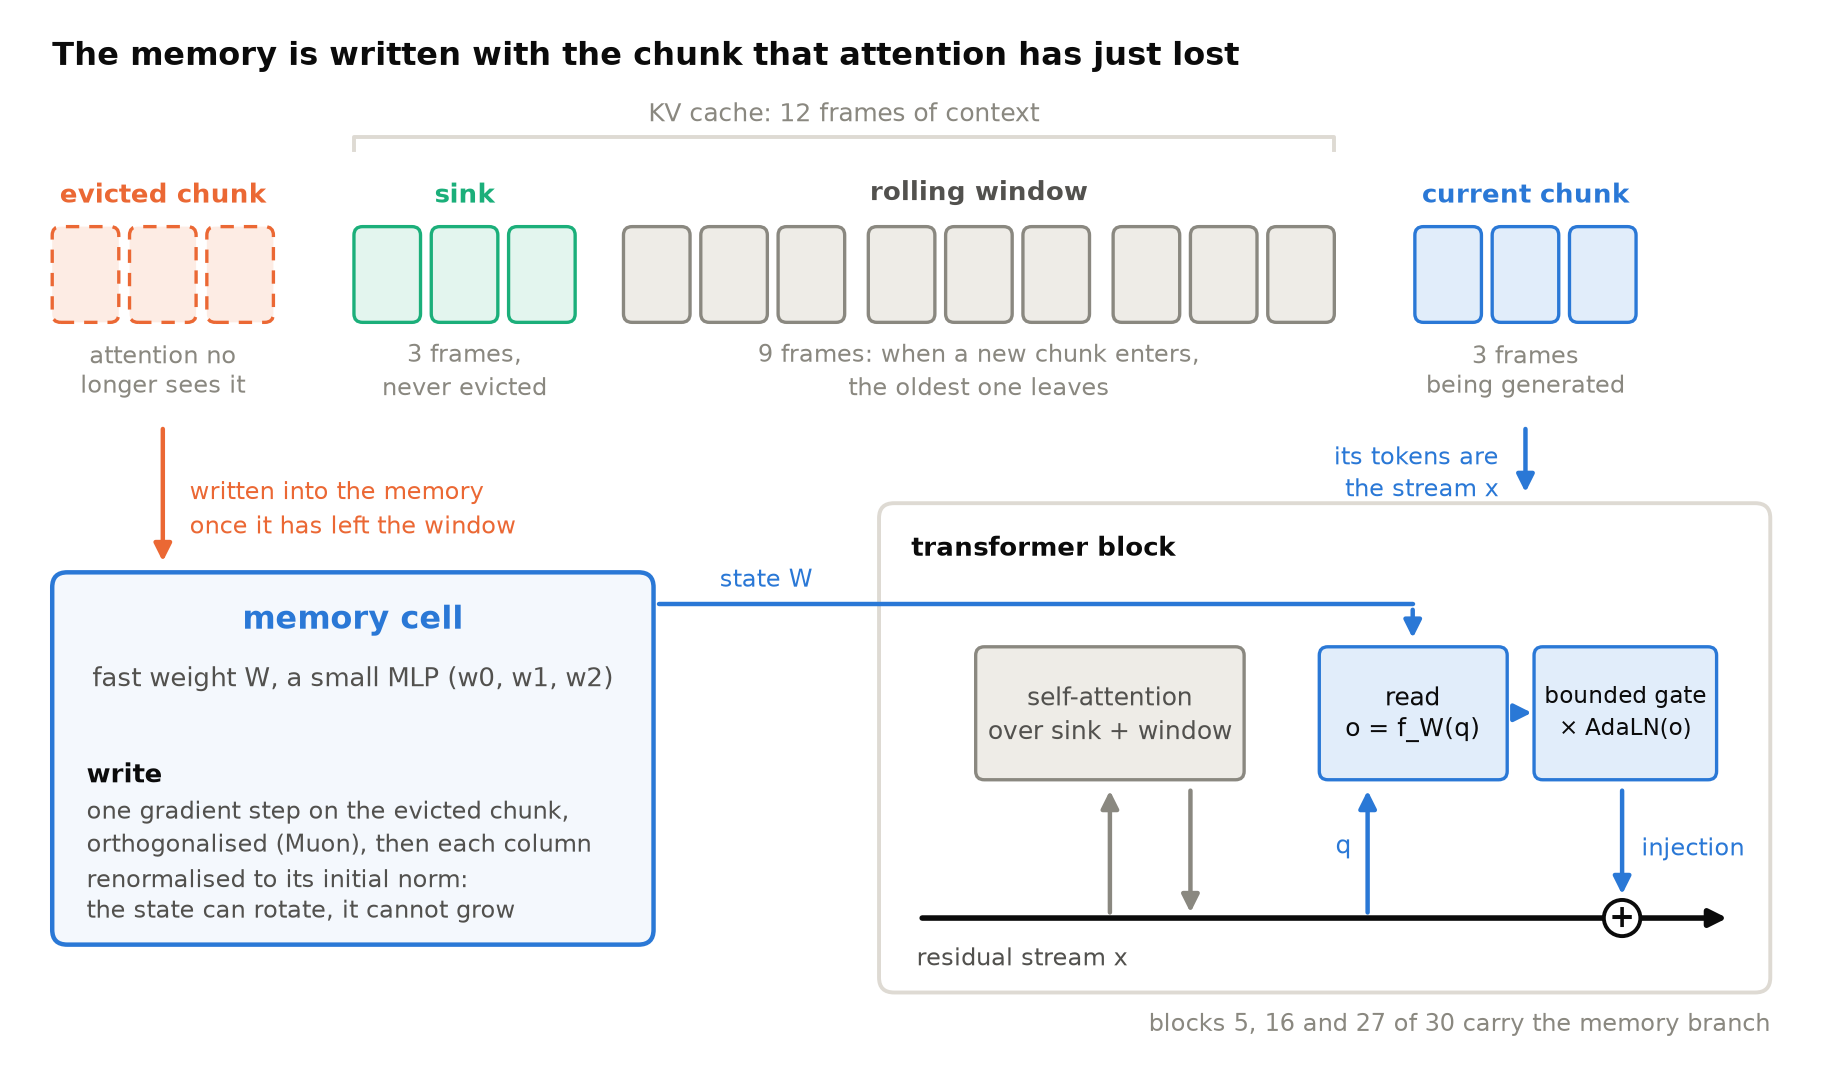 The memory is written with the chunk that attention has just lost
KV cache: 12 frames of context
evicted chunk
sink
rolling window
current chunk
attention no
longer sees it
3 frames,
never evicted
9 frames: when a new chunk enters,
the oldest one leaves
3 frames
being generated
written into the memory
once it has left the window
its tokens are
the stream x
memory cell
fast weight W, a small MLP (w0, w1, w2)
write
one gradient step on the evicted chunk,
orthogonalised (Muon), then each column
renormalised to its initial norm:
the state can rotate, it cannot grow
state W
transformer block
self-attention
over sink + window
read
o = f_W(q)
bounded gate
× AdaLN(o)
q
injection
+
residual stream x
blocks 5, 16 and 27 of 30 carry the memory branch